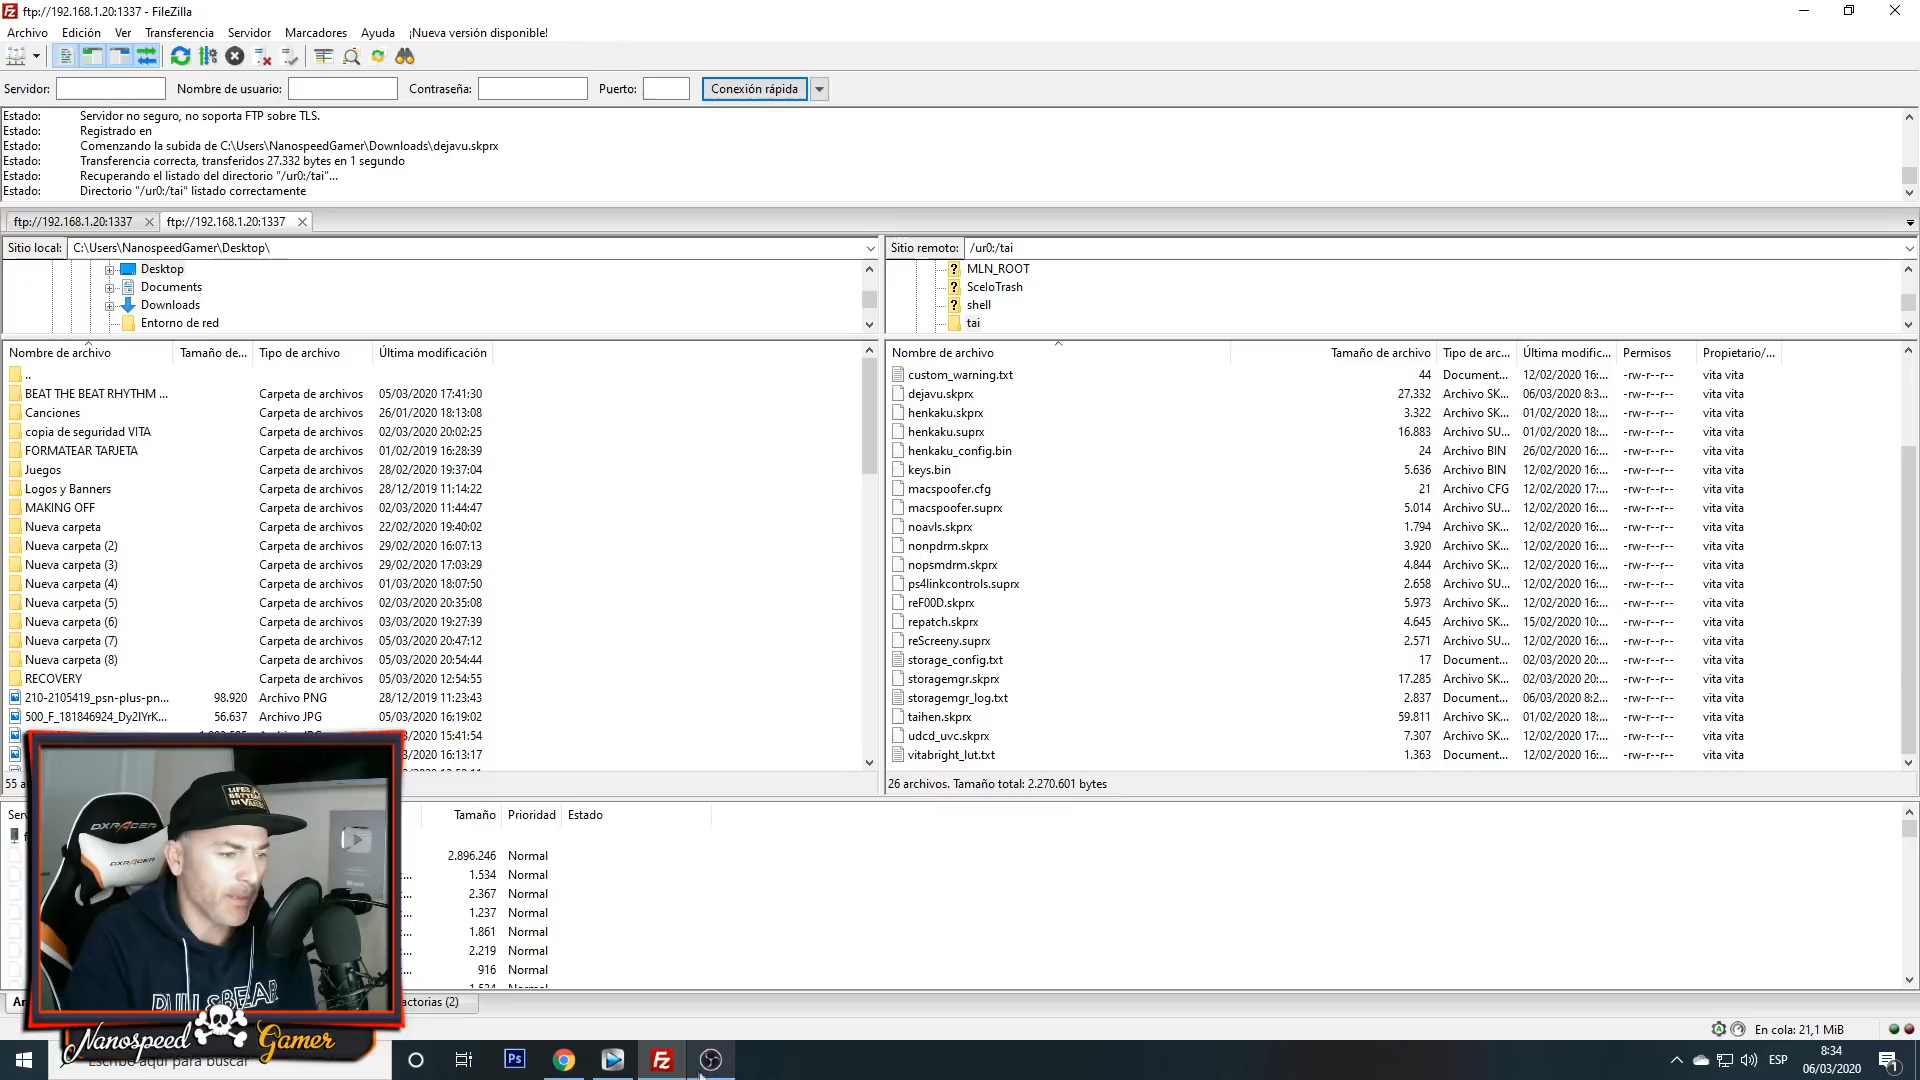 ftp://192.168.1.20:1337 - FileZilla
Archivo Edición Ver Transferencia Servidor Marcadores Ayuda ¡Nueva versión disponible!
Servidor: Nombre de usuario: Contraseña: Puerto: Conexión rápida
Estado: Servidor no seguro, no soporta FTP sobre TLS.
Estado: Registrado en
Estado: Comenzando la subida de C:\Users\NanospeedGamer\Downloads\dejavu.skprx
Estado: Transferencia correcta, transferidos 27.332 bytes en 1 segundo
Estado: Recuperando el listado del directorio "/ur0:/tai"...
Estado: Directorio "/ur0:/tai" listado correctamente
ftp://192.168.1.20:1337 ftp://192.168.1.20:1337
Sitio local: C:\Users\NanospeedGamer\Desktop\
Desktop
Documents
Downloads
Entorno de red
Nombre de archivo Tamaño de... Tipo de archivo Última modificación
..
BEAT THE BEAT RHYTHM ... Carpeta de archivos 05/03/2020 17:41:30
Canciones Carpeta de archivos 26/01/2020 18:13:08
copia de seguridad VITA Carpeta de archivos 02/03/2020 20:02:25
FORMATEAR TARJETA Carpeta de archivos 01/02/2019 16:28:39
Juegos Carpeta de archivos 28/02/2020 19:37:04
Logos y Banners Carpeta de archivos 28/12/2019 11:14:22
MAKING OFF Carpeta de archivos 02/03/2020 11:44:47
Nueva carpeta Carpeta de archivos 22/02/2020 19:40:02
Nueva carpeta (2) Carpeta de archivos 29/02/2020 16:07:13
Nueva carpeta (3) Carpeta de archivos 29/02/2020 17:03:29
Nueva carpeta (4) Carpeta de archivos 01/03/2020 18:07:50
Nueva carpeta (5) Carpeta de archivos 02/03/2020 20:35:08
Nueva carpeta (6) Carpeta de archivos 03/03/2020 19:27:39
Nueva carpeta (7) Carpeta de archivos 05/03/2020 20:47:12
Nueva carpeta (8) Carpeta de archivos 05/03/2020 20:54:44
RECOVERY Carpeta de archivos 05/03/2020 12:54:55
210-2105419_psn-plus-pn... 98.920 Archivo PNG 28/12/2019 11:23:43
500_F_181846924_Dy2IYrK... 56.637 Archivo JPG 05/03/2020 16:19:02
3/2020 15:41:54
3/2020 16:13:17
55 a
Sitio remoto: /ur0:/tai
MLN_ROOT
SceIoTrash
shell
tai
Nombre de archivo Tamaño de archivo Tipo de arc... Última modific... Permisos Propietario/...
custom_warning.txt 44 Document... 12/02/2020 16:... -rw-r--r-- vita vita
dejavu.skprx 27.332 Archivo SK... 06/03/2020 8:3... -rw-r--r-- vita vita
henkaku.skprx 3.322 Archivo SK... 01/02/2020 18:... -rw-r--r-- vita vita
henkaku.suprx 16.883 Archivo SU... 01/02/2020 18:... -rw-r--r-- vita vita
henkaku_config.bin 24 Archivo BIN 26/02/2020 16:... -rw-r--r-- vita vita
keys.bin 5.636 Archivo BIN 12/02/2020 16:... -rw-r--r-- vita vita
macspoofer.cfg 21 Archivo CFG 12/02/2020 17:... -rw-r--r-- vita vita
macspoofer.suprx 5.014 Archivo SU... 12/02/2020 16:... -rw-r--r-- vita vita
noavls.skprx 1.794 Archivo SK... 12/02/2020 16:... -rw-r--r-- vita vita
nonpdrm.skprx 3.920 Archivo SK... 12/02/2020 16:... -rw-r--r-- vita vita
nopsmdrm.skprx 4.844 Archivo SK... 12/02/2020 16:... -rw-r--r-- vita vita
ps4linkcontrols.suprx 2.658 Archivo SU... 12/02/2020 16:... -rw-r--r-- vita vita
reF00D.skprx 5.973 Archivo SK... 12/02/2020 16:... -rw-r--r-- vita vita
repatch.skprx 4.645 Archivo SK... 15/02/2020 10:... -rw-r--r-- vita vita
reScreeny.suprx 2.571 Archivo SU... 12/02/2020 16:... -rw-r--r-- vita vita
storage_config.txt 17 Document... 02/03/2020 20:... -rw-r--r-- vita vita
storagemgr.skprx 17.285 Archivo SK... 02/03/2020 20:... -rw-r--r-- vita vita
storagemgr_log.txt 2.837 Document... 06/03/2020 8:2... -rw-r--r-- vita vita
taihen.skprx 59.811 Archivo SK... 01/02/2020 18:... -rw-r--r-- vita vita
udcd_uvc.skprx 7.307 Archivo SK... 12/02/2020 17:... -rw-r--r-- vita vita
vitabright_lut.txt 1.363 Document... 12/02/2020 16:... -rw-r--r-- vita vita
26 archivos. Tamaño total: 2.270.601 bytes
Ser Tamaño Prioridad Estado
2.896.246 Normal
... 1.534 Normal
... 2.367 Normal
... 1.237 Normal
... 1.861 Normal
... 2.219 Normal
... 916 Normal
DXRACER
DXRACER
LIFE'S A BETTER IN VANS
PULL&BEAR
Nanospeed Gamer
actorias (2)
En cola: 21,1 MiB
Escribe aquí para buscar
Ps
Fz
ESP
8:34
06/03/2020
1